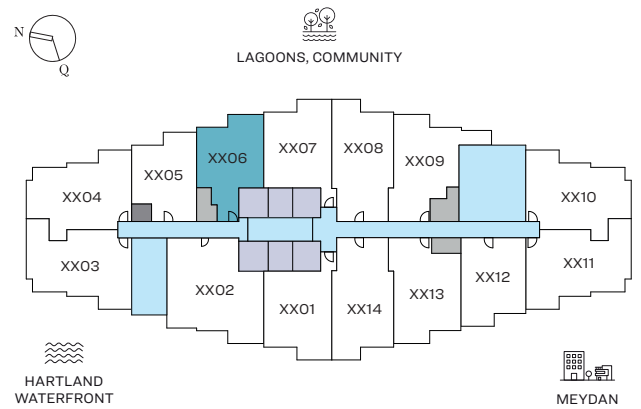 N
Q
LAGOONS, COMMUNITY
XX07
XX08
XX06
XX09
XX05
XX04
XX10
XX03
XX11
XX02
XX12
XX01
XX14
XX13
HARTLAND
WATERFRONT
MEYDAN